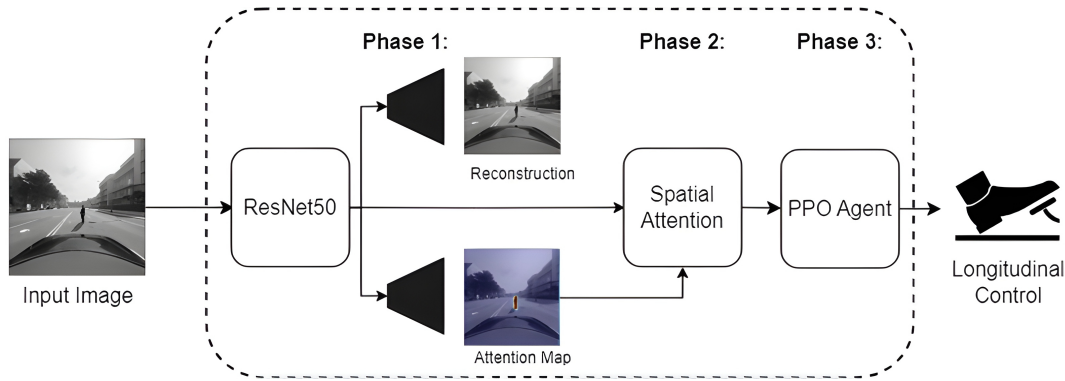 Phase 1:
Phase 2:
Phase 3:
Reconstruction
ResNet50
Spatial
Attention
PPO Agent
Input Image
Longitudinal
Control
Attention Map